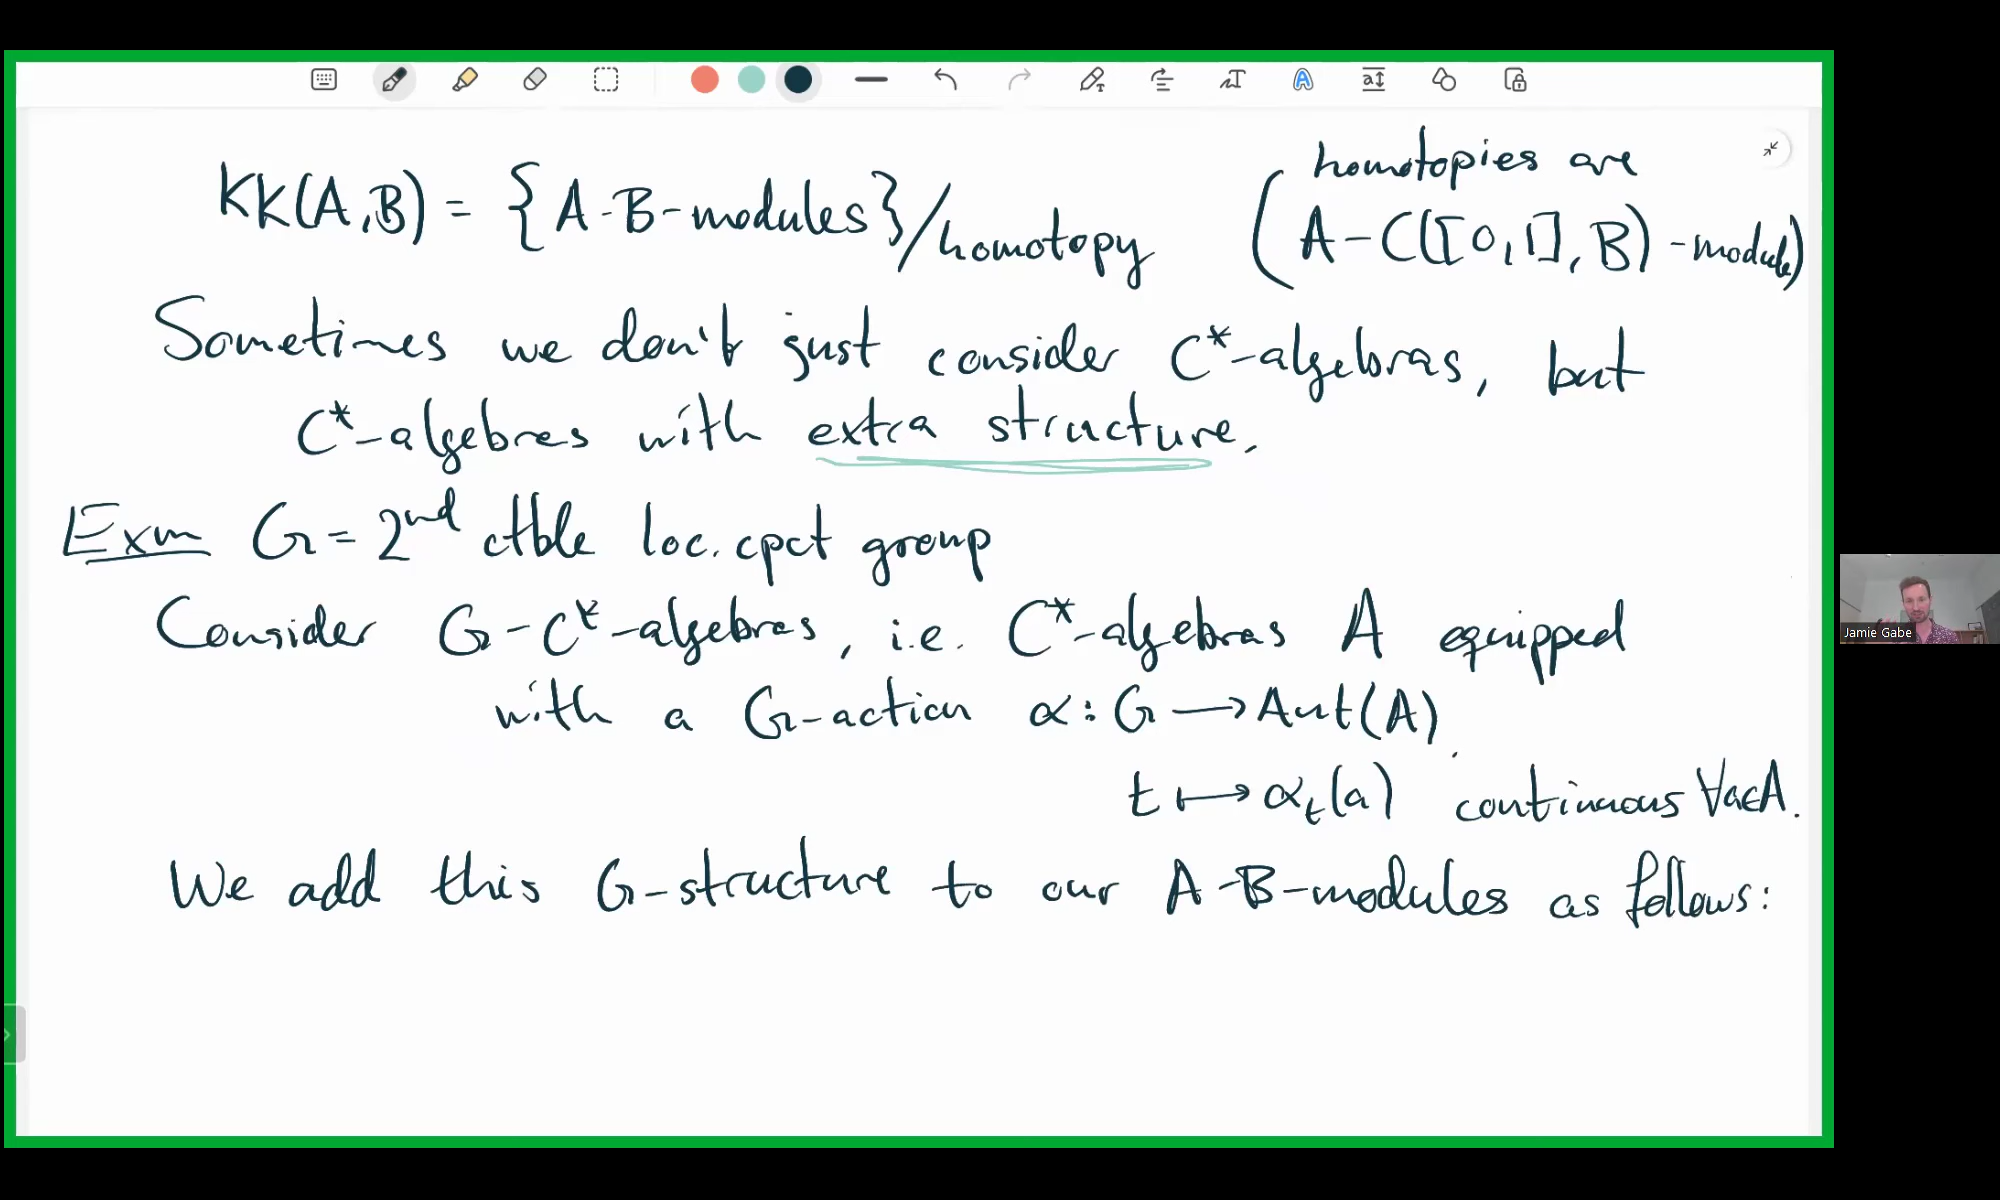 KK(A,B) = {A-B-modules}/homotopy (homotopies are A-C([0,1],B)-module)
Sometimes we don't just consider C*-algebras, but
C*-algebras with extra structure.
Exm G = 2nd ctble loc. cpct group
Consider G-C*-algebras, i.e. C*-algebras A equipped
with a G-action α: G → Aut(A).
t ↦ α_t(a) continuous ∀a∈A.
We add this G-structure to our A-B-modules as follows:
Jamie Gabe